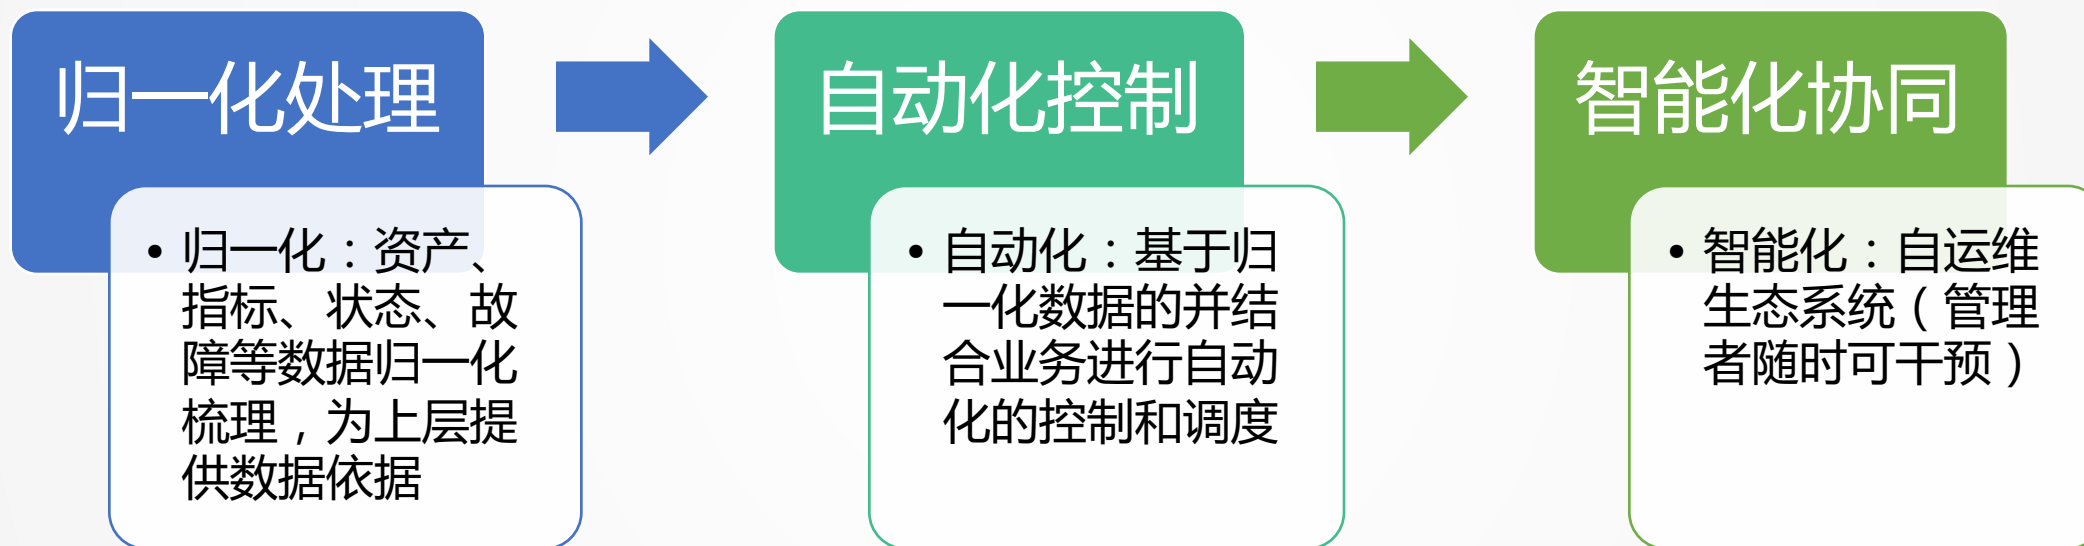 归一化处理
• 归一化：资产、
指标、状态、故
障等数据归一化
梳理，为上层提
供数据依据
自动化控制
• 自动化：基于归
一化数据的并结
合业务进行自动
化的控制和调度
智能化协同
• 智能化：自运维
生态系统（管理
者随时可干预）